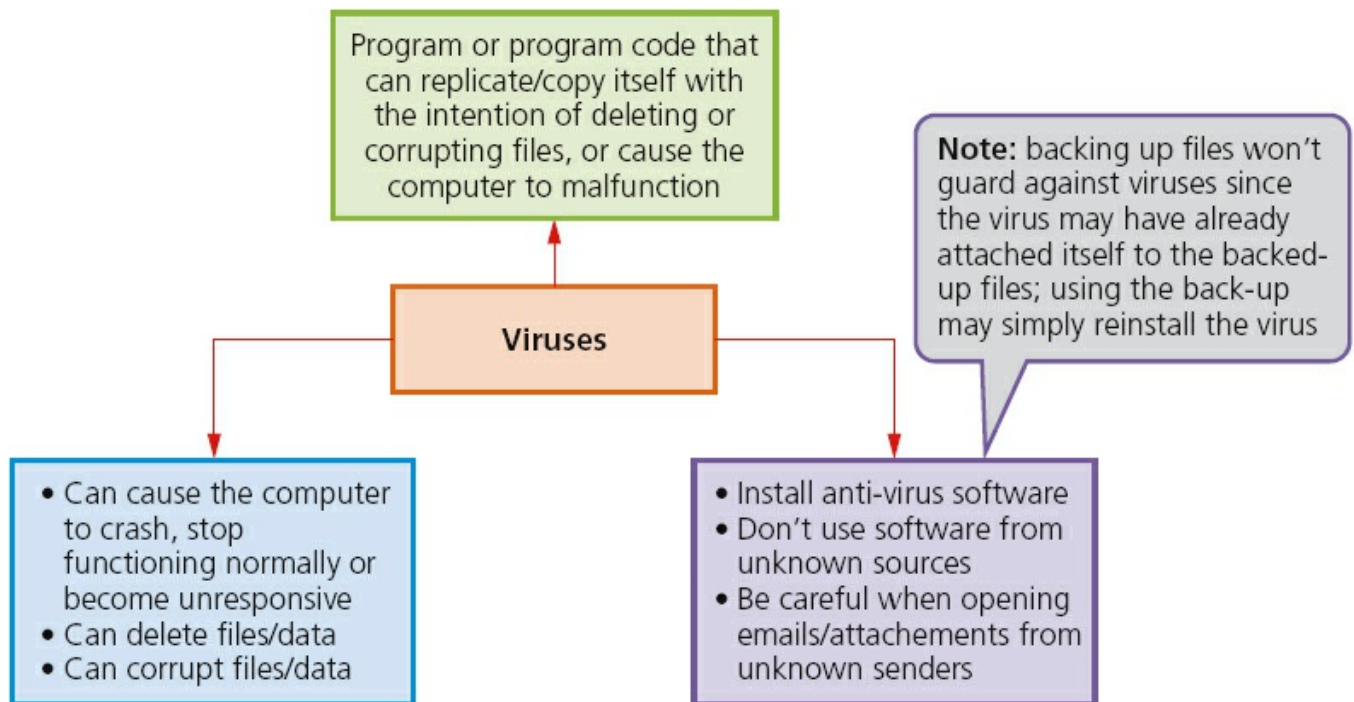 Program or program code that
can replicate/copy itself with
the intention of deleting or
corrupting files, or cause the
computer to malfunction
Note: backing up files won’t
guard against viruses since
the virus may have already
attached itself to the backed-
up files; using the back-up
may simply reinstall the virus
Viruses
• Can cause the computer
to crash, stop
functioning normally or
become unresponsive
• Can delete files/data
• Can corrupt files/data
• Install anti-virus software
• Don’t use software from
unknown sources
• Be careful when opening
emails/attachements from
unknown senders